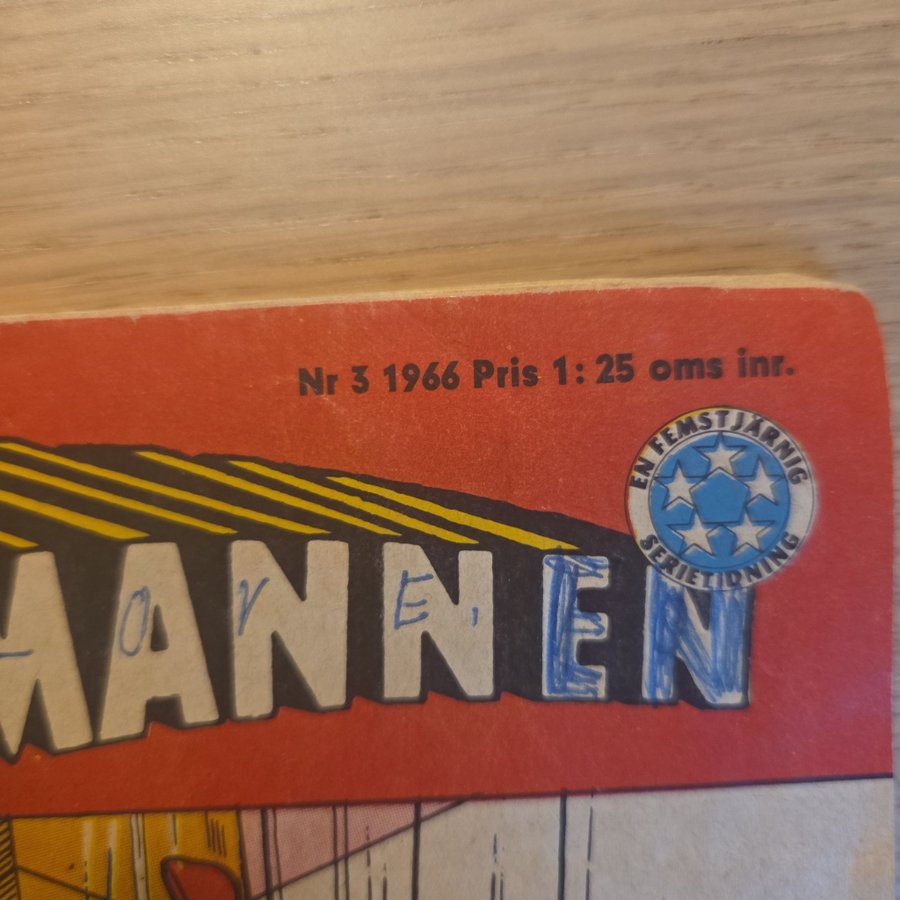 Nr 3 1966 Pris 1:25 oms inr.
EN FEMSTJÄRNIG
SERIETIDNING
MANNEN
L O V E.